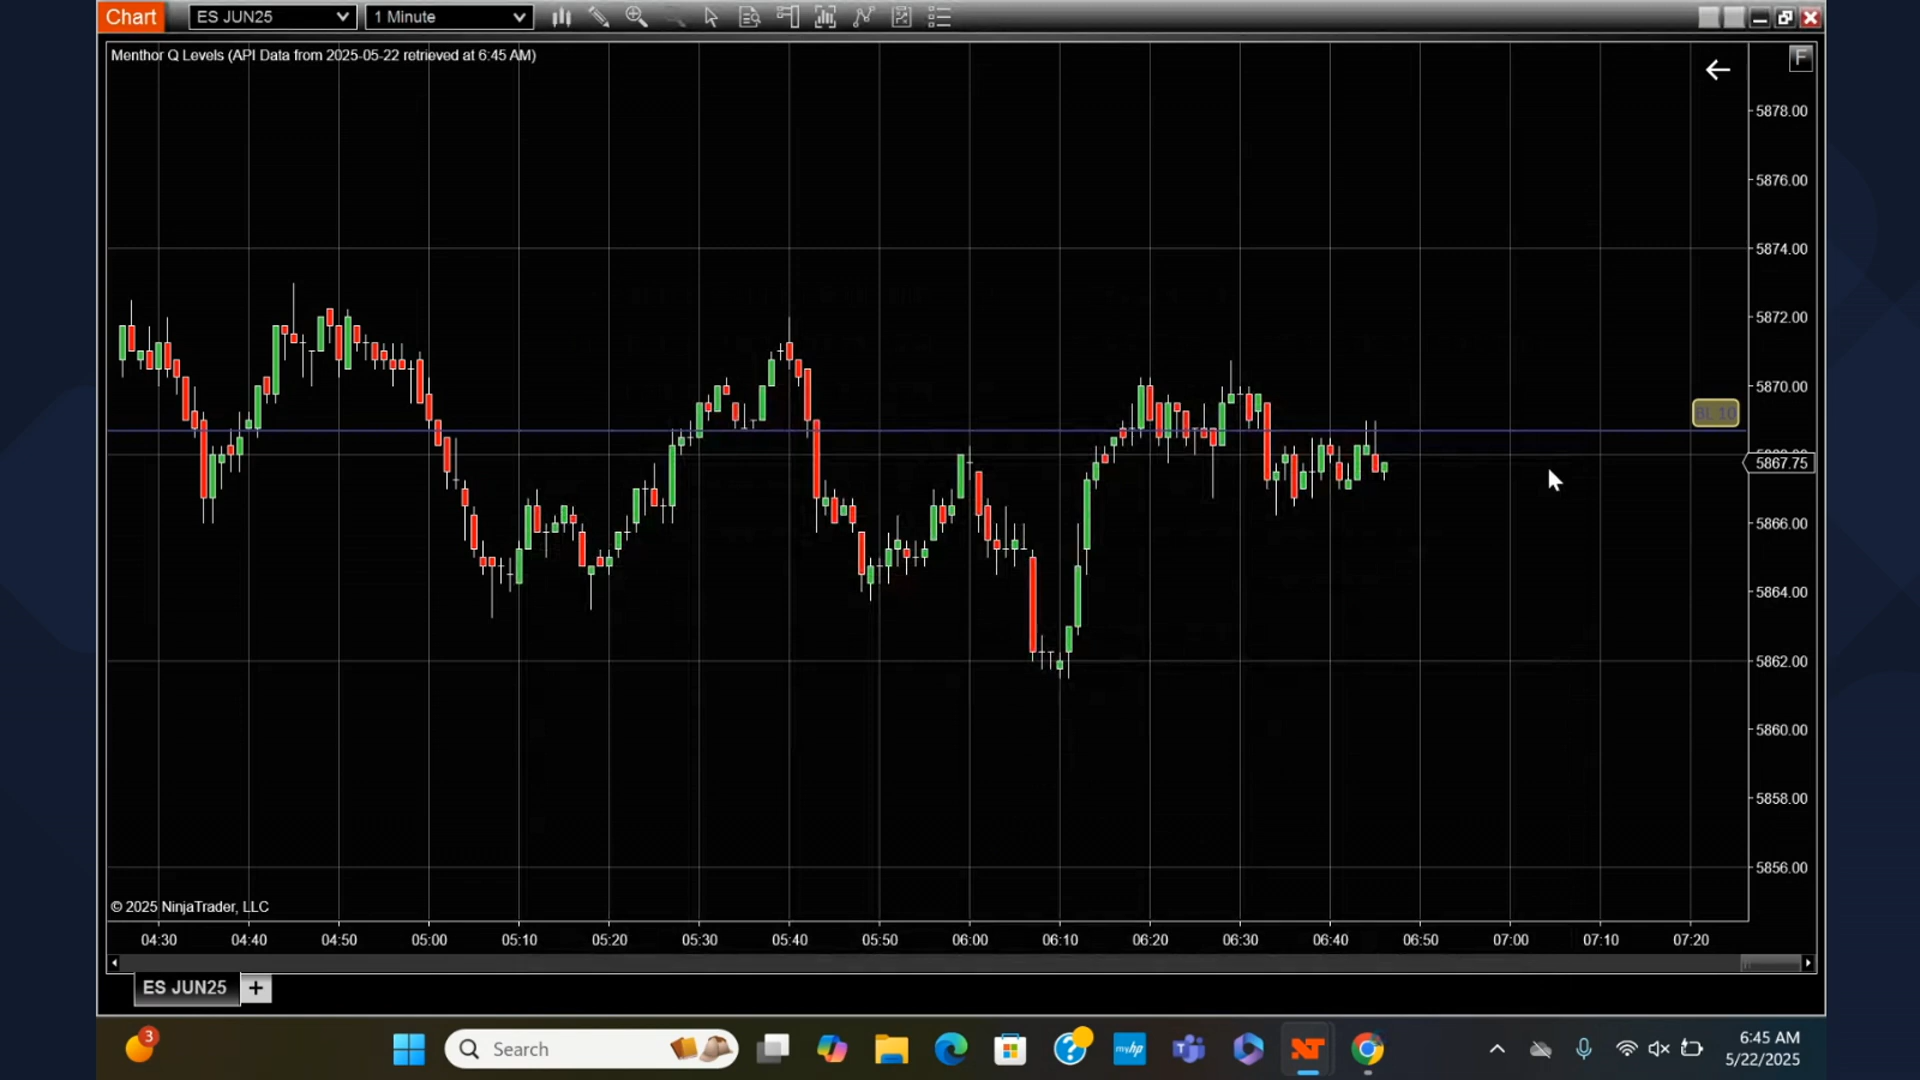 Chart
ES JUN25
1 Minute
Menthor Q Levels (API Data from 2025-05-22 retrieved at 6:45 AM)
F
5878.00
5876.00
5874.00
5872.00
5870.00
BL 10
5867.75
5866.00
5864.00
5862.00
5860.00
5858.00
5856.00
© 2025 NinjaTrader, LLC
04:30 04:40 04:50 05:00 05:10 05:20 05:30 05:40 05:50 06:00 06:10 06:20 06:30 06:40 06:50 07:00 07:10 07:20
ES JUN25 +
3
Search
myhp
6:45 AM
5/22/2025